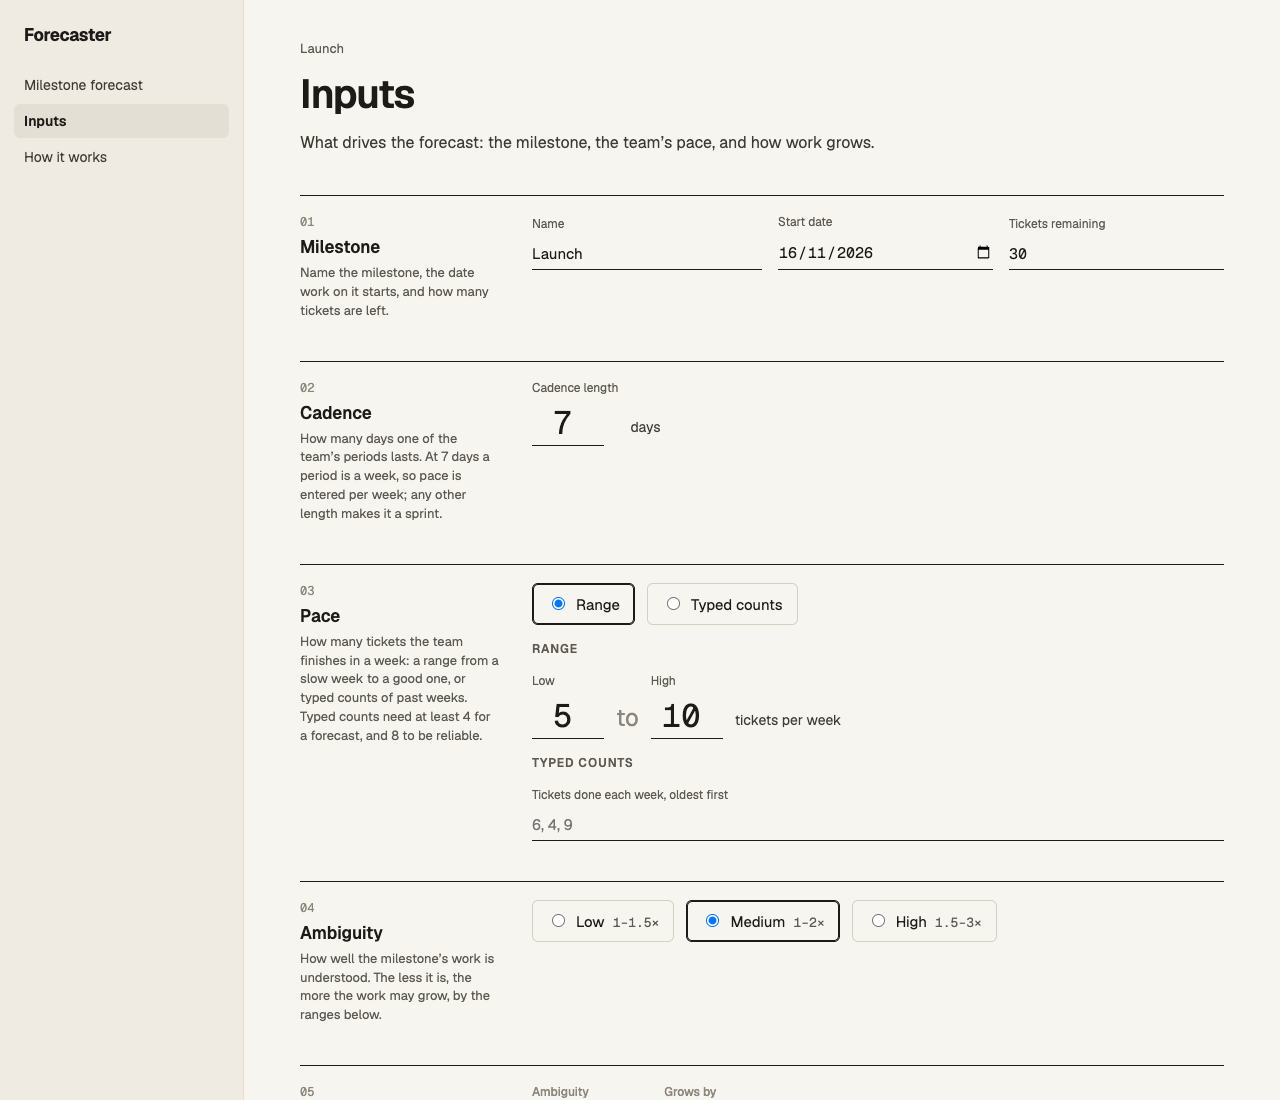 Forecaster
Milestone forecast
Inputs
How it works
Launch
Inputs
What drives the forecast: the milestone, the team’s pace, and how work grows.
01
Milestone
Name the milestone, the date
work on it starts, and how many
tickets are left.
Name
Launch
Start date
16/11/2026
Tickets remaining
30
02
Cadence
How many days one of the
team’s periods lasts. At 7 days a
period is a week, so pace is
entered per week; any other
length makes it a sprint.
Cadence length
7 days
03
Pace
How many tickets the team
finishes in a week: a range from a
slow week to a good one, or
typed counts of past weeks.
Typed counts need at least 4 for
a forecast, and 8 to be reliable.
Range
Typed counts
RANGE
Low High
5 to 10 tickets per week
TYPED COUNTS
Tickets done each week, oldest first
6, 4, 9
04
Ambiguity
How well the milestone’s work is
understood. The less it is, the
more the work may grow, by the
ranges below.
Low 1–1.5×
Medium 1–2×
High 1.5–3×
05
Ambiguity Grows by